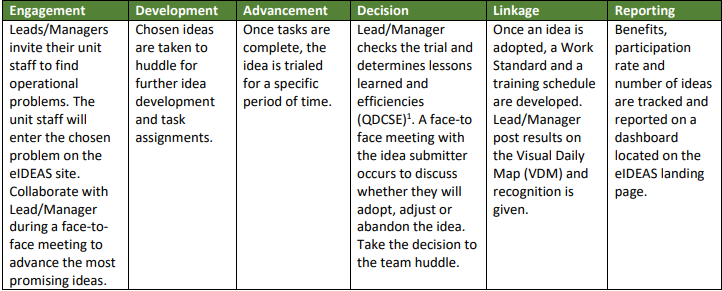 Engagement
Leads/Managers
invite their unit
staff to find
operational
problems. The
unit staff will
enter the chosen
problem on the
eIDEAS site.
Collaborate with
Lead/Manager
during a face-to-
face meeting to
advance the most
promising ideas.
Development
Chosen ideas
are taken to
huddle for
further idea
development
and task
assignments.
Advancement
Once tasks are
complete, the
idea is trialed
for a specific
period of time.
Decision
Lead/Manager
checks the trial and
determines lessons
learned and
efficiencies
(QDCSE)¹. A face-to
face meeting with
the idea submitter
occurs to discuss
whether they will
adopt, adjust or
abandon the idea.
Take the decision to
the team huddle.
Linkage
Once an idea is
adopted, a Work
Standard and a
training schedule
are developed.
Lead/Manager
post results on
the Visual Daily
Map (VDM) and
recognition is
given.
Reporting
Benefits,
participation
rate and
number of ideas
are tracked and
reported on a
dashboard
located on the
eIDEAS landing
page.